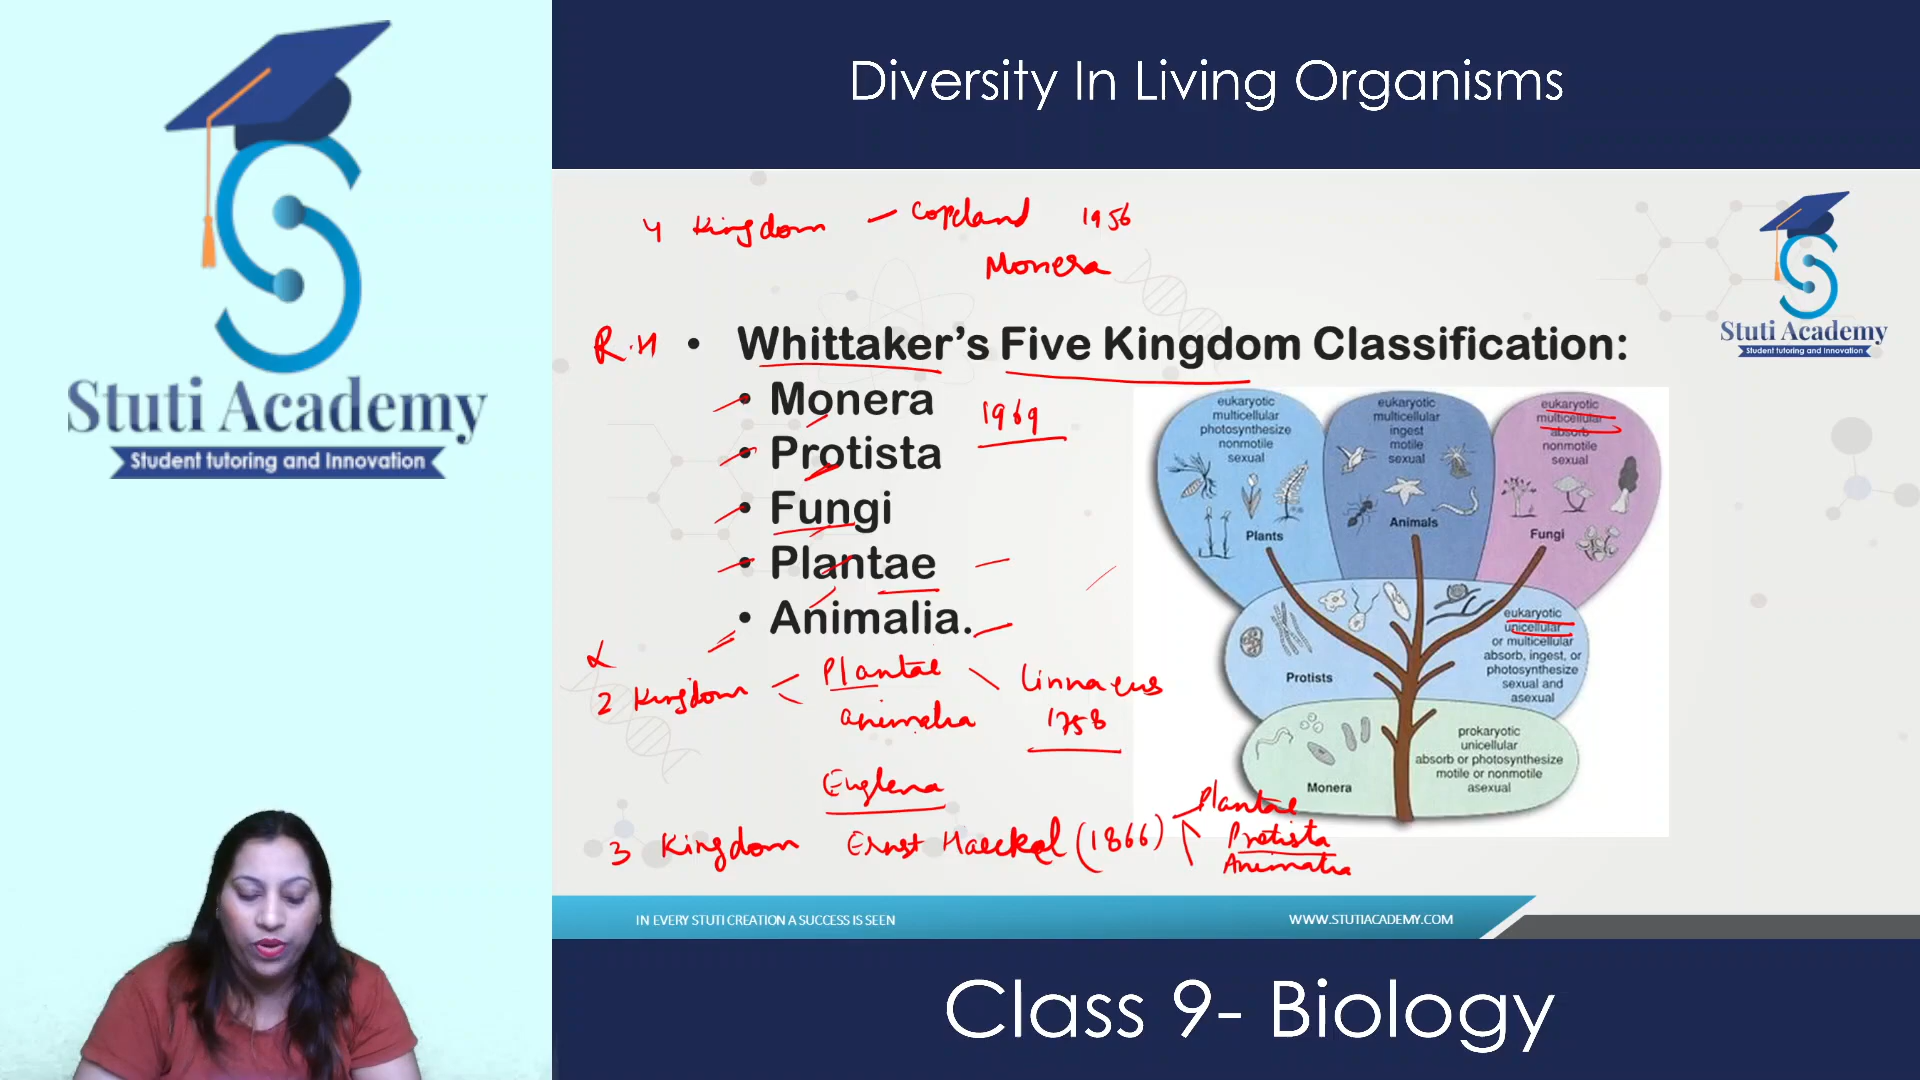 Diversity In Living Organisms
Stuti Academy
Student tutoring and Innovation
4 Kingdom — Copeland 1956
Monera
Stuti Academy
Student tutoring and Innovation
R.H • Whittaker's Five Kingdom Classification:
• Monera
1969
• Protista
• Fungi
• Plantae
• Animalia.
eukaryotic
multicellular
photosynthesize
nonmotile
sexual
Plants
eukaryotic
multicellular
ingest
motile
sexual
Animals
eukaryotic
multicellular
absorb
nonmotile
sexual
Fungi
Protists
eukaryotic
unicellular
or multicellular
absorb, ingest, or
photosynthesize
sexual and
asexual
Monera
prokaryotic
unicellular
absorb or photosynthesize
motile or nonmotile
asexual
2 Kingdom
Plantae
animalia
Linnaeus
1758
Euglena
3 Kingdom Ernst Haeckel (1866)
Plantae
Protista
Animalia
IN EVERY STUTI CREATION A SUCCESS IS SEEN
WWW.STUTIACADEMY.COM
Class 9- Biology